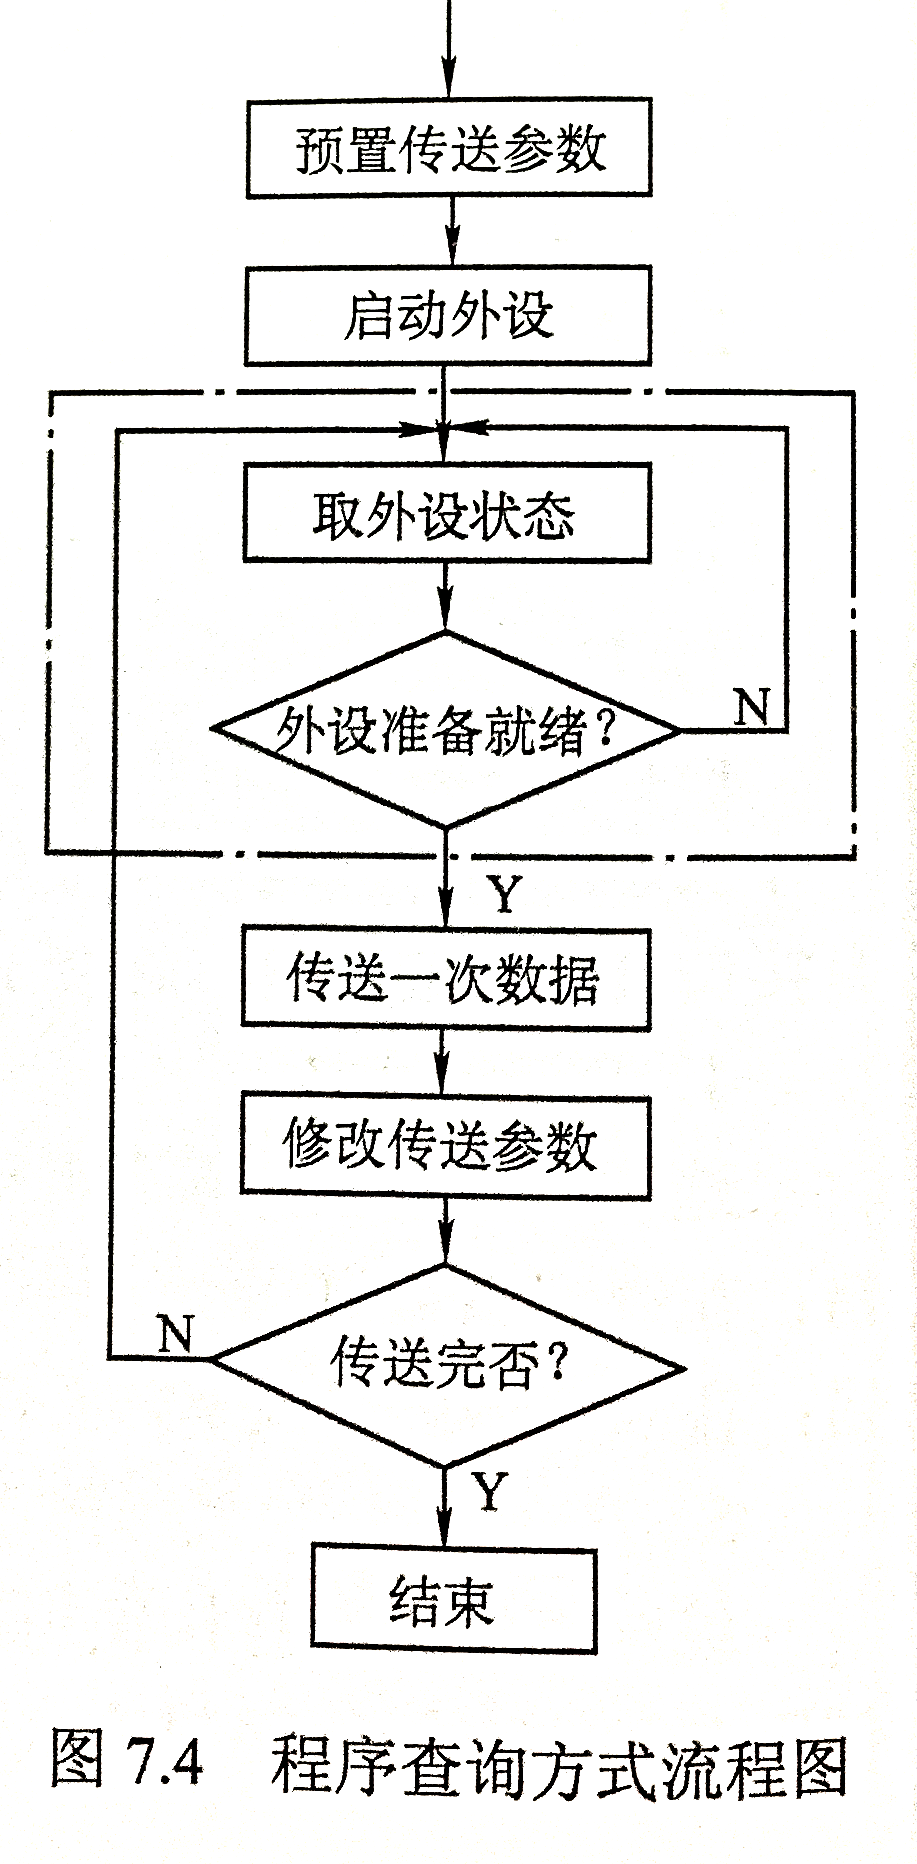 预置传送参数
启动外设
取外设状态
外设准备就绪?
N
Y
传送一次数据
修改传送参数
N
传送完否?
Y
结束
图 7.4 程序查询方式流程图